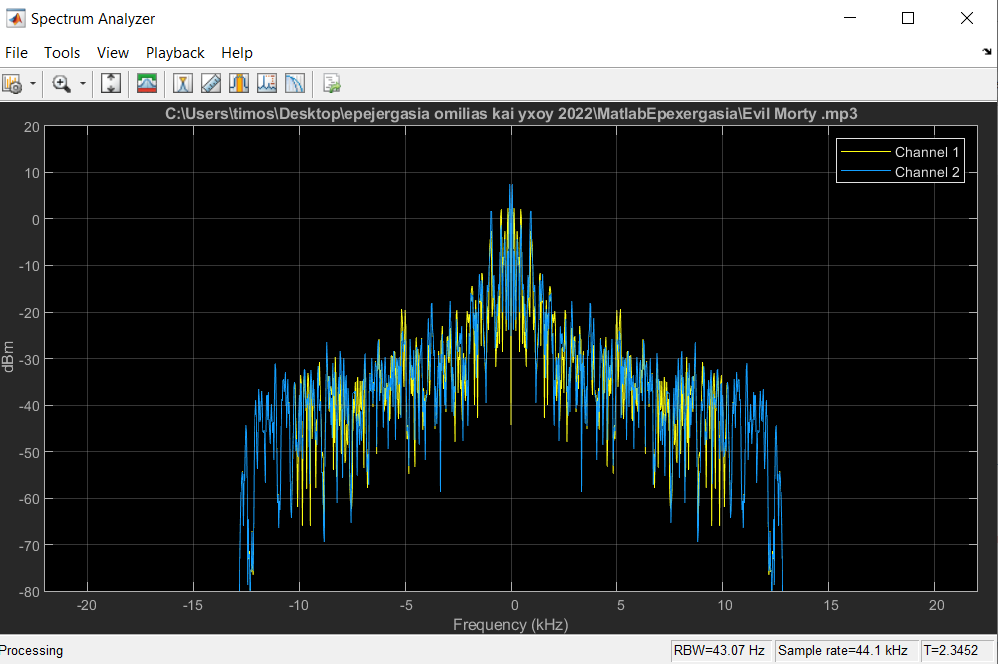 Spectrum Analyzer
File Tools View Playback Help
C:\Users\timos\Desktop\epejergasia omilias kai yxoy 2022\MatlabEpexergasia\Evil Morty .mp3
Channel 1
Channel 2
20
10
0
-10
-20
-30
-40
-50
-60
-70
-80
dBm
-20 -15 -10 -5 0 5 10 15 20
Frequency (kHz)
Processing RBW=43.07 Hz Sample rate=44.1 kHz T=2.3452